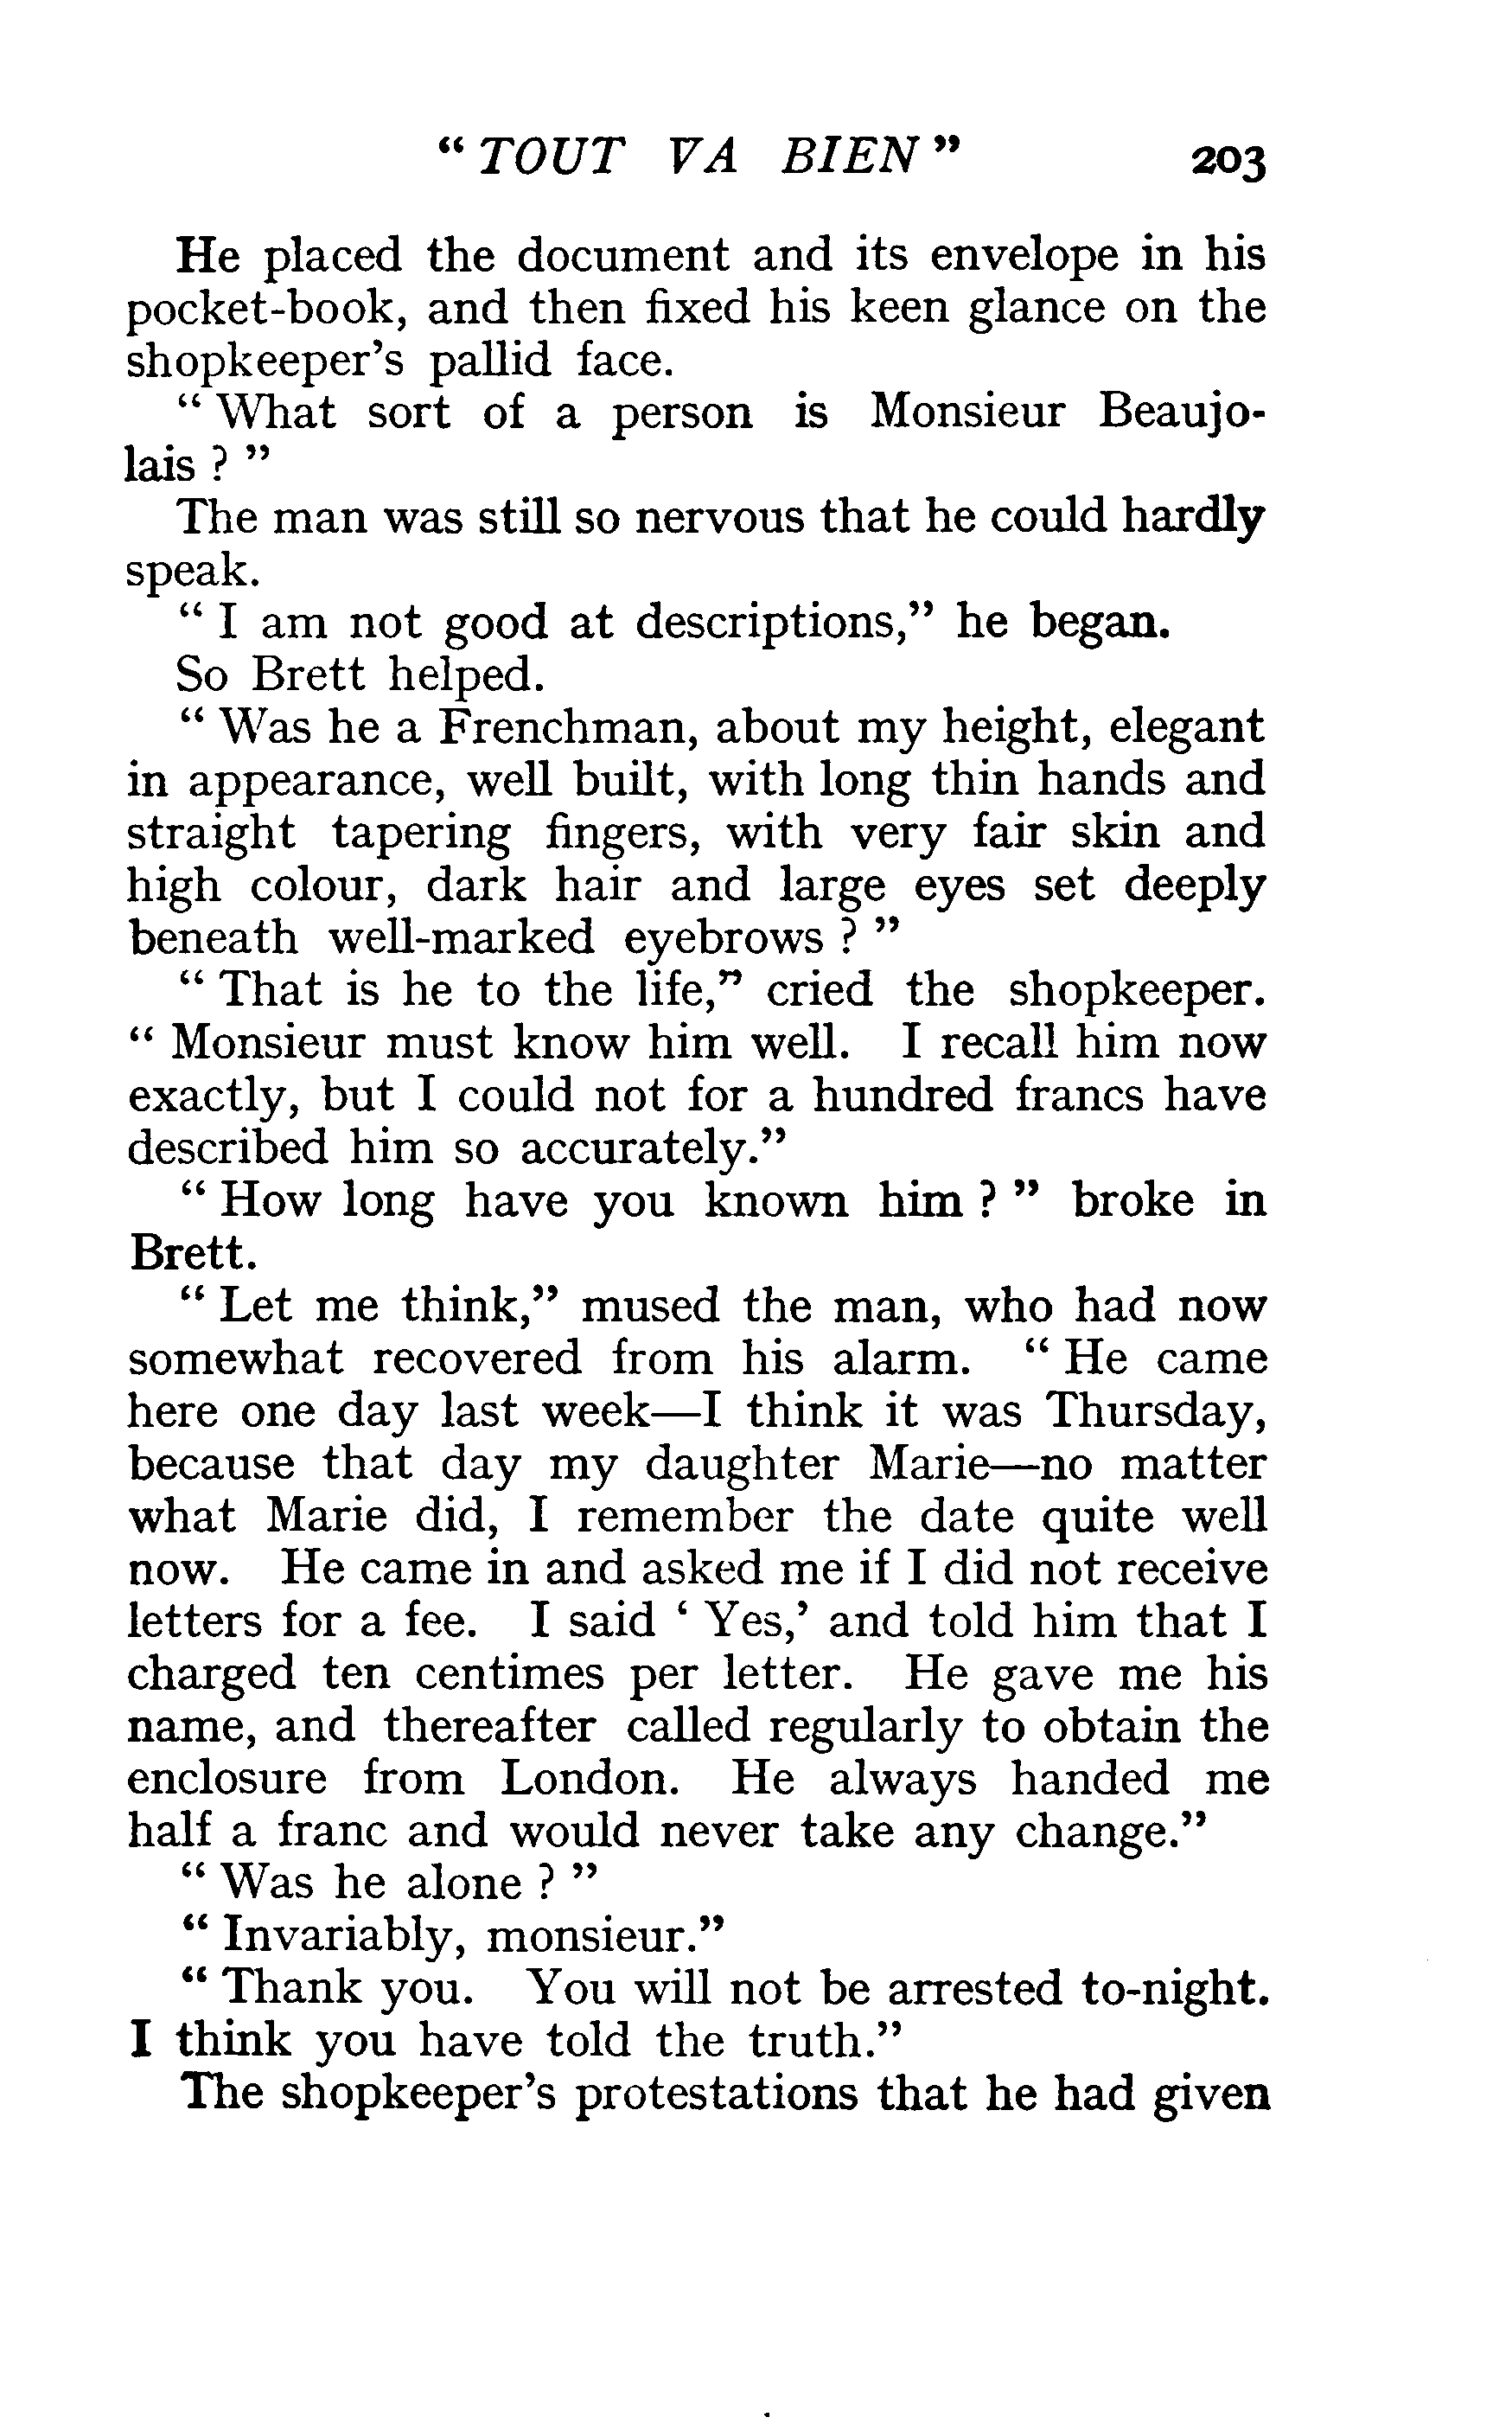 “ TOUT VA BIEN ” 203
He placed the document and its envelope in his
pocket-book, and then fixed his keen glance on the
shopkeeper’s pallid face.
“ What sort of a person is Monsieur Beaujo-
lais ? ”
The man was still so nervous that he could hardly
speak.
“ I am not good at descriptions,” he began.
So Brett helped.
“ Was he a Frenchman, about my height, elegant
in appearance, well built, with long thin hands and
straight tapering fingers, with very fair skin and
high colour, dark hair and large eyes set deeply
beneath well-marked eyebrows ? ”
“ That is he to the life,” cried the shopkeeper.
“ Monsieur must know him well. I recall him now
exactly, but I could not for a hundred francs have
described him so accurately.”
“ How long have you known him ? ” broke in
Brett.
“ Let me think,” mused the man, who had now
somewhat recovered from his alarm. “ He came
here one day last week—I think it was Thursday,
because that day my daughter Marie—no matter
what Marie did, I remember the date quite well
now. He came in and asked me if I did not receive
letters for a fee. I said ‘ Yes,’ and told him that I
charged ten centimes per letter. He gave me his
name, and thereafter called regularly to obtain the
enclosure from London. He always handed me
half a franc and would never take any change.”
“ Was he alone ? ”
“ Invariably, monsieur.”
“ Thank you. You will not be arrested to-night.
I think you have told the truth.”
The shopkeeper’s protestations that he had given